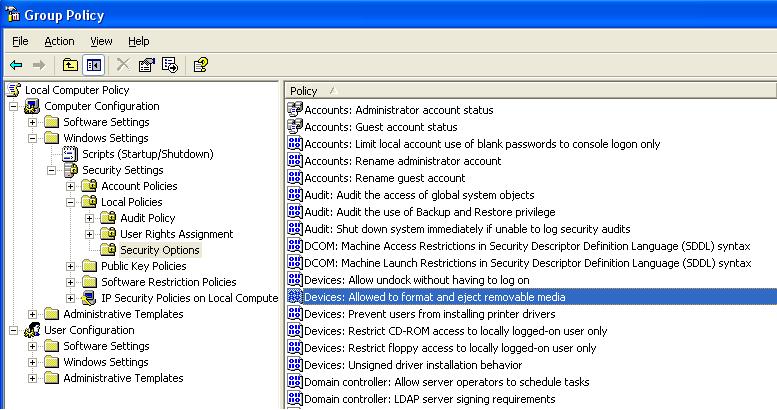 Group Policy
File Action View Help
Local Computer Policy
Computer Configuration
Software Settings
Windows Settings
Scripts (Startup/Shutdown)
Security Settings
Account Policies
Local Policies
Audit Policy
User Rights Assignment
Security Options
Public Key Policies
Software Restriction Policies
IP Security Policies on Local Compute
Administrative Templates
User Configuration
Software Settings
Windows Settings
Administrative Templates
Policy
Accounts: Administrator account status
Accounts: Guest account status
Accounts: Limit local account use of blank passwords to console logon only
Accounts: Rename administrator account
Accounts: Rename guest account
Audit: Audit the access of global system objects
Audit: Audit the use of Backup and Restore privilege
Audit: Shut down system immediately if unable to log security audits
DCOM: Machine Access Restrictions in Security Descriptor Definition Language (SDDL) syntax
DCOM: Machine Launch Restrictions in Security Descriptor Definition Language (SDDL) syntax
Devices: Allow undock without having to log on
Devices: Allowed to format and eject removable media
Devices: Prevent users from installing printer drivers
Devices: Restrict CD-ROM access to locally logged-on user only
Devices: Restrict floppy access to locally logged-on user only
Devices: Unsigned driver installation behavior
Domain controller: Allow server operators to schedule tasks
Domain controller: LDAP server signing requirements